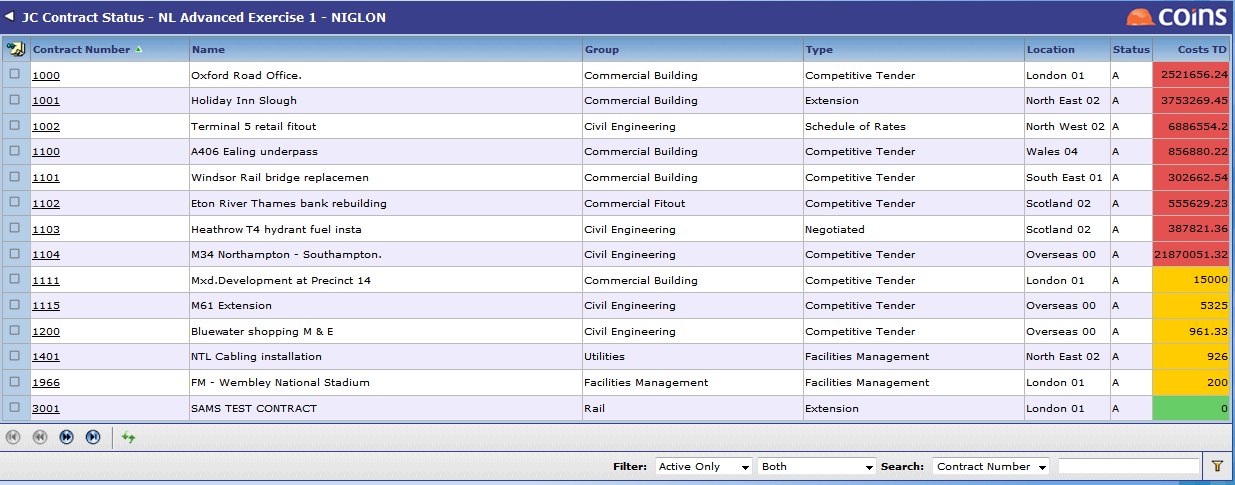 JC Contract Status - NL Advanced Exercise 1 - NIGLON coins
Contract Number Name Group Type Location Status Costs TD
1000 Oxford Road Office. Commercial Building Competitive Tender London 01 A 2521656.24
1001 Holiday Inn Slough Commercial Building Extension North East 02 A 3753269.45
1002 Terminal 5 retail fitout Civil Engineering Schedule of Rates North West 02 A 6886554.2
1100 A406 Ealing underpass Commercial Building Competitive Tender Wales 04 A 856880.22
1101 Windsor Rail bridge replacemen Commercial Building Competitive Tender South East 01 A 302662.54
1102 Eton River Thames bank rebuilding Commercial Fitout Competitive Tender Scotland 02 A 555629.23
1103 Heathrow T4 hydrant fuel insta Civil Engineering Negotiated Scotland 02 A 387821.36
1104 M34 Northampton - Southampton. Civil Engineering Competitive Tender Overseas 00 A 21870051.32
1111 Mxd.Development at Precinct 14 Commercial Building Competitive Tender London 01 A 15000
1115 M61 Extension Civil Engineering Competitive Tender Overseas 00 A 5325
1200 Bluewater shopping M & E Civil Engineering Competitive Tender Overseas 00 A 961.33
1401 NTL Cabling installation Utilities Facilities Management North East 02 A 926
1966 FM - Wembley National Stadium Facilities Management Facilities Management London 01 A 200
3001 SAMS TEST CONTRACT Rail Extension London 01 A 0
Filter: Active Only Both Search: Contract Number